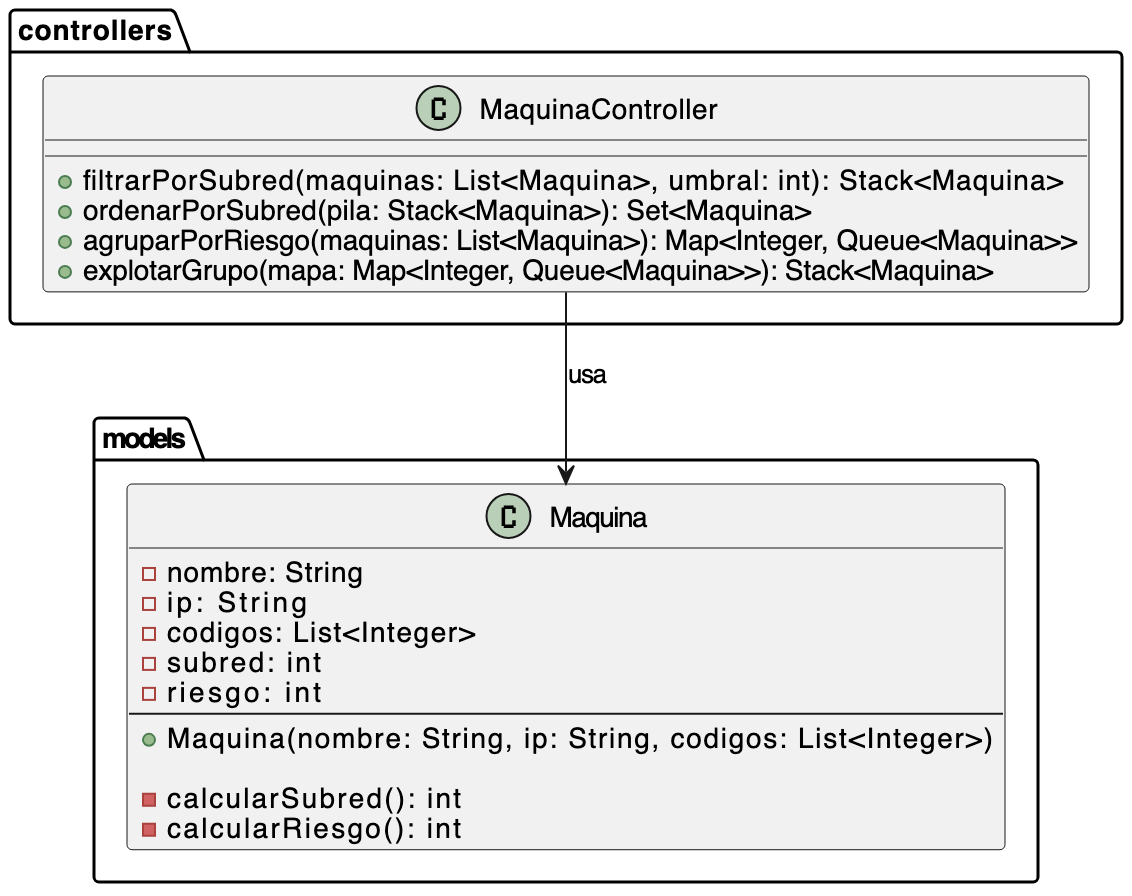 controllers
C MaquinaController
filtrarPorSubred(maquinas: List<Maquina>, umbral: int): Stack<Maquina>
ordenarPorSubred(pila: Stack<Maquina>): Set<Maquina>
agruparPorRiesgo(maquinas: List<Maquina>): Map<Integer, Queue<Maquina>>
explotarGrupo(mapa: Map<Integer, Queue<Maquina>>): Stack<Maquina>
usa
models
C Maquina
nombre: String
ip: String
codigos: List<Integer>
subred: int
riesgo: int
Maquina(nombre: String, ip: String, codigos: List<Integer>)
calcularSubred(): int
calcularRiesgo(): int